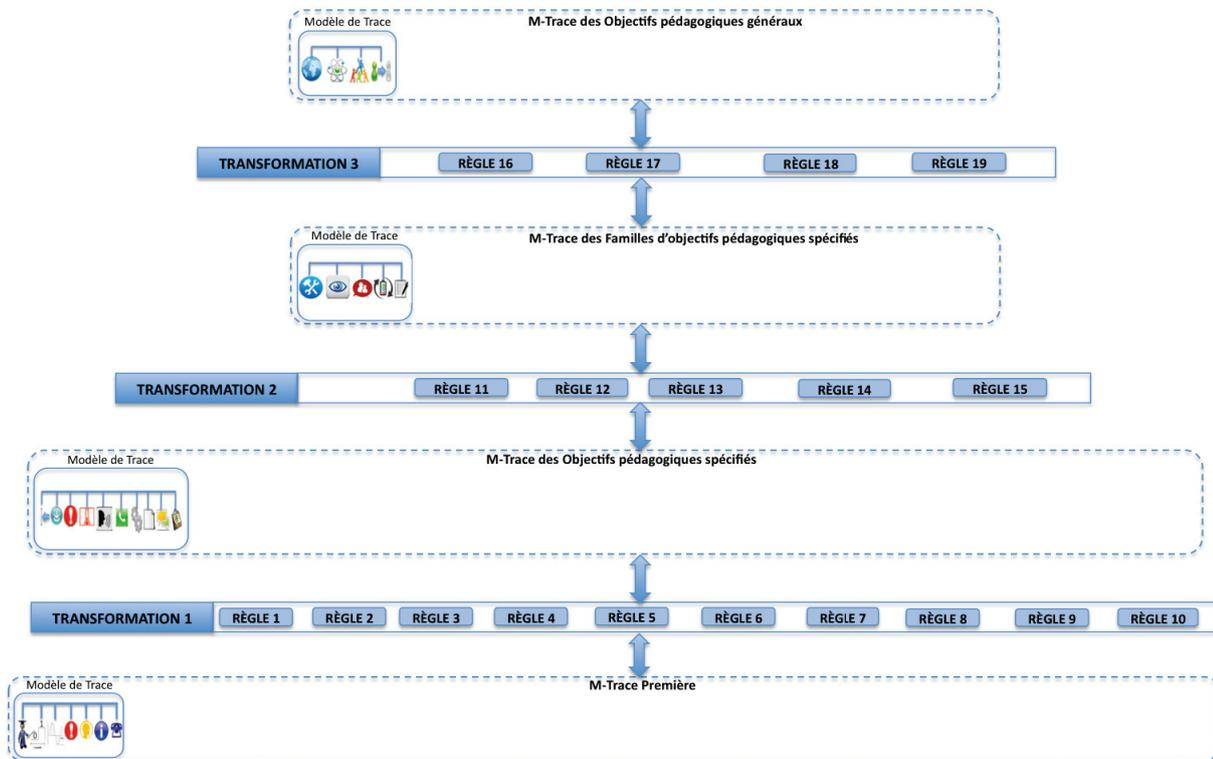 Modèle de Trace
M-Trace des Objectifs pédagogiques généraux
TRANSFORMATION 3 RÈGLE 16 RÈGLE 17 RÈGLE 18 RÈGLE 19
Modèle de Trace
M-Trace des Familles d'objectifs pédagogiques spécifiés
TRANSFORMATION 2 RÈGLE 11 RÈGLE 12 RÈGLE 13 RÈGLE 14 RÈGLE 15
Modèle de Trace
M-Trace des Objectifs pédagogiques spécifiés
TRANSFORMATION 1 RÈGLE 1 RÈGLE 2 RÈGLE 3 RÈGLE 4 RÈGLE 5 RÈGLE 6 RÈGLE 7 RÈGLE 8 RÈGLE 9 RÈGLE 10
Modèle de Trace
M-Trace Première